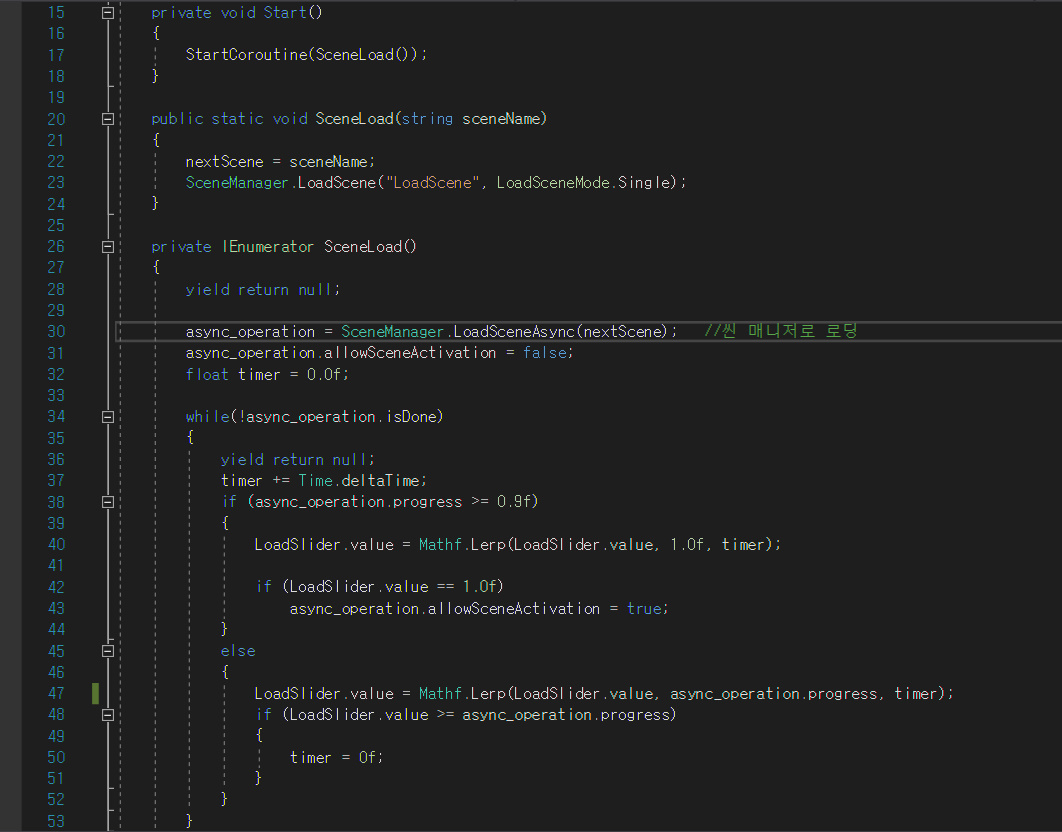 15 private void Start()
16 {
17 StartCoroutine(SceneLoad());
18 }
19
20 public static void SceneLoad(string sceneName)
21 {
22 nextScene = sceneName;
23 SceneManager.LoadScene("LoadScene", LoadSceneMode.Single);
24 }
25
26 private IEnumerator SceneLoad()
27 {
28 yield return null;
29
30 async_operation = SceneManager.LoadSceneAsync(nextScene); //씬 매니저로 로딩
31 async_operation.allowSceneActivation = false;
32 float timer = 0.0f;
33
34 while(!async_operation.isDone)
35 {
36 yield return null;
37 timer += Time.deltaTime;
38 if (async_operation.progress >= 0.9f)
39 {
40 LoadSlider.value = Mathf.Lerp(LoadSlider.value, 1.0f, timer);
41
42 if (LoadSlider.value == 1.0f)
43 async_operation.allowSceneActivation = true;
44 }
45 else
46 {
47 LoadSlider.value = Mathf.Lerp(LoadSlider.value, async_operation.progress, timer);
48 if (LoadSlider.value >= async_operation.progress)
49 {
50 timer = 0f;
51 }
52 }
53 }